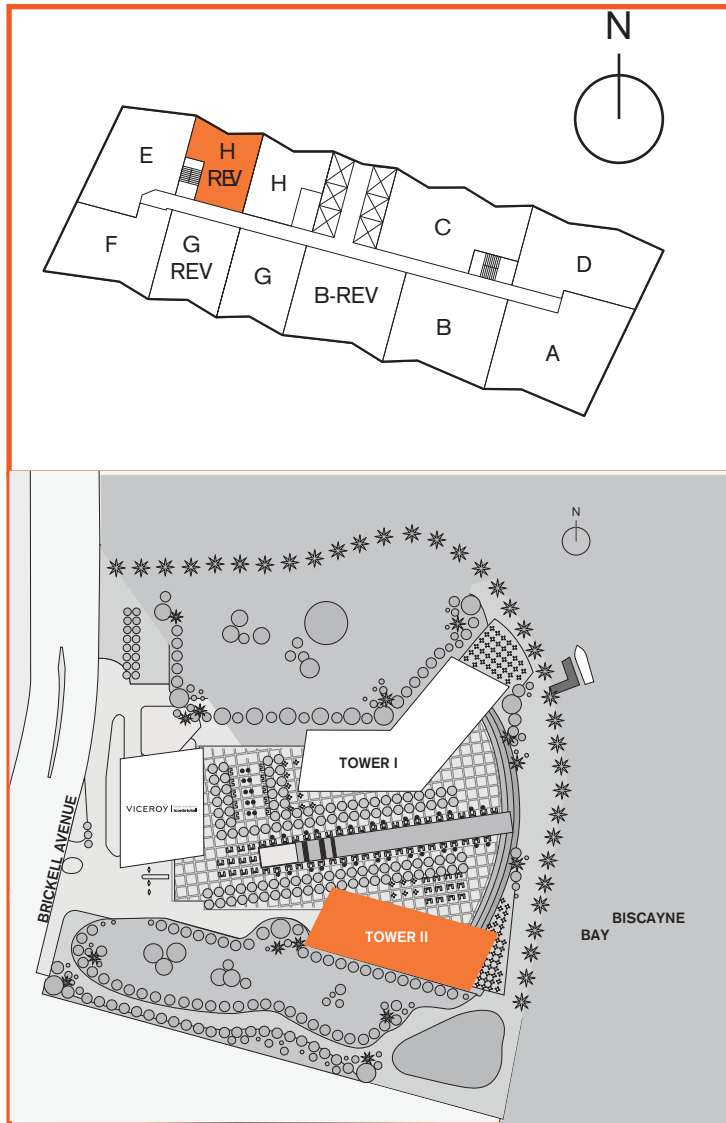 N
E
H
REV
H
C
D
F
G
REV
G
B-REV
B
A
N
TOWER I
VICEROY
BRICKELL AVENUE
TOWER II
BISCAYNE
BAY